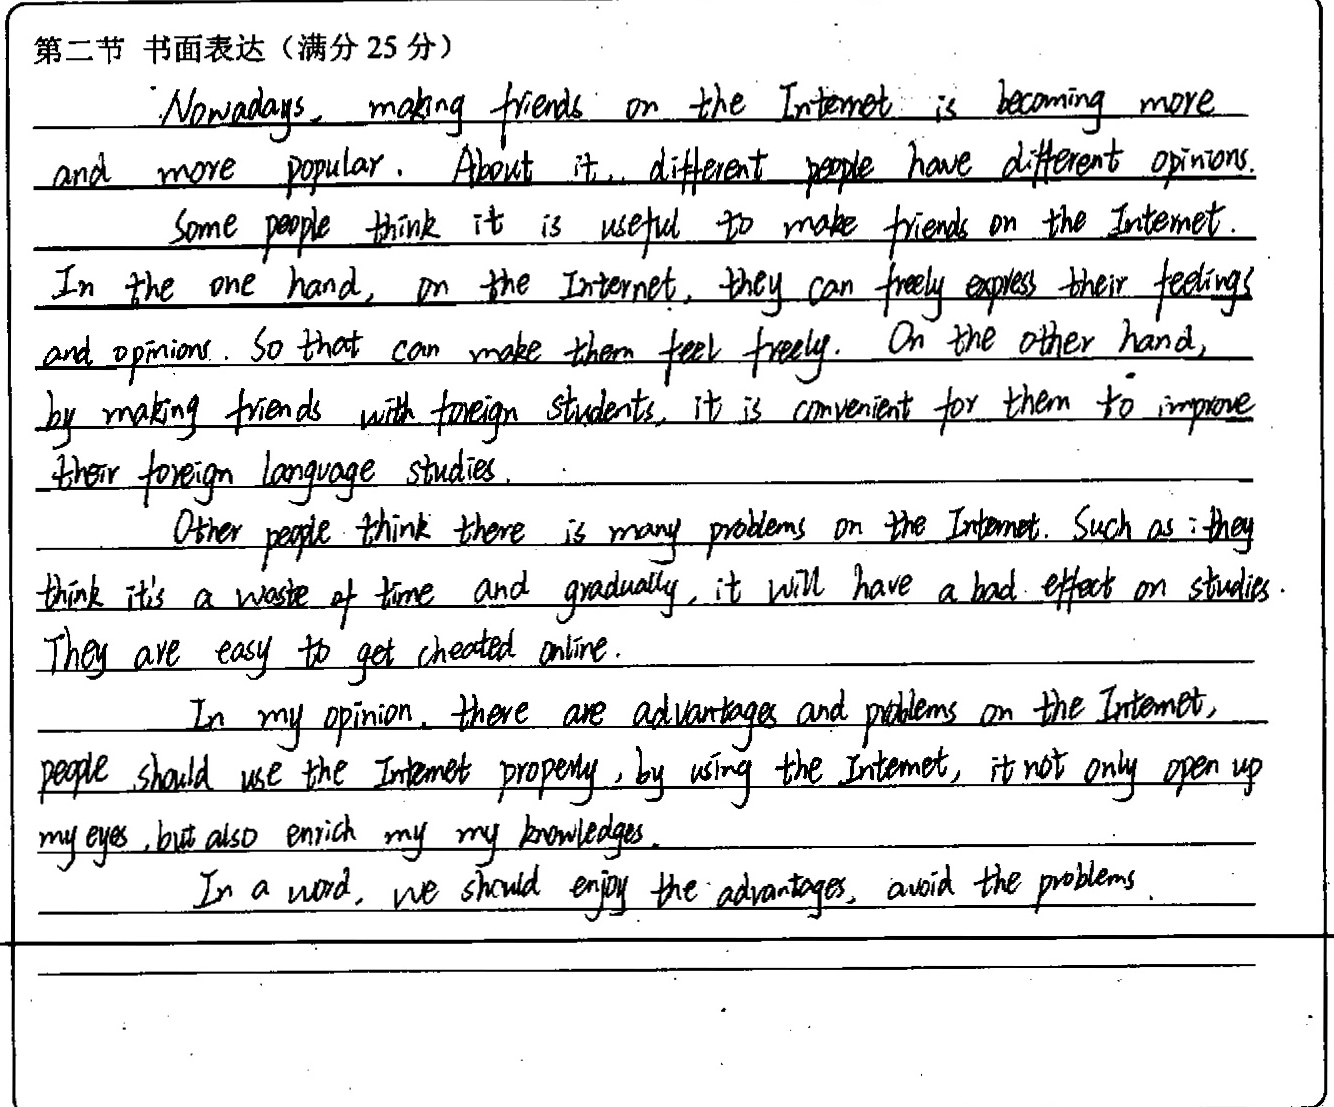 第二节 书面表达（满分 25 分）
Nowadays, making friends on the Internet is becoming more
and more popular. About it, different people have different opinions.
Some people think it is useful to make friends on the Internet.
In the one hand, on the Internet, they can freely express their feelings
and opinions. So that can make them feel freely. On the other hand,
by making friends with foreign students, it is convenient for them to improve
their foreign language studies.
Other people think there is many problems on the Internet. Such as: they
think it's a waste of time and gradually, it will have a bad effect on studies.
They are easy to get cheated online.
In my opinion, there are advantages and problems on the Internet,
people should use the Internet properly, by using the Internet, it not only open up
my eyes, but also enrich my my knowledges.
In a word, we should enjoy the advantages, avoid the problems.